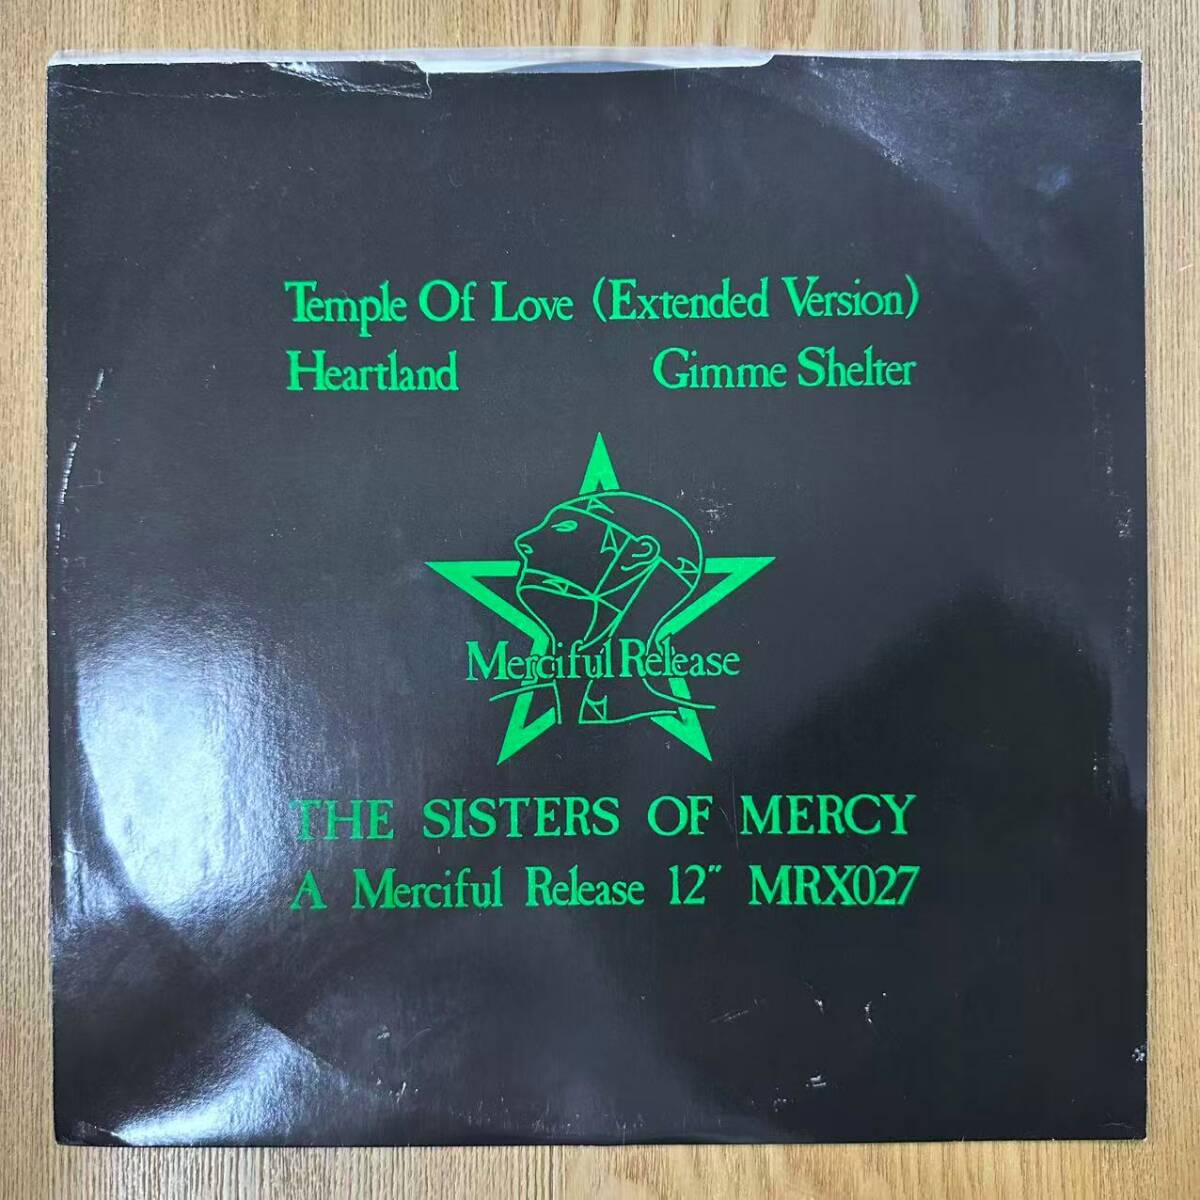 Temple Of Love (Extended Version)
Heartland Gimme Shelter
Merciful Release
THE SISTERS OF MERCY
A Merciful Release 12" MRX027